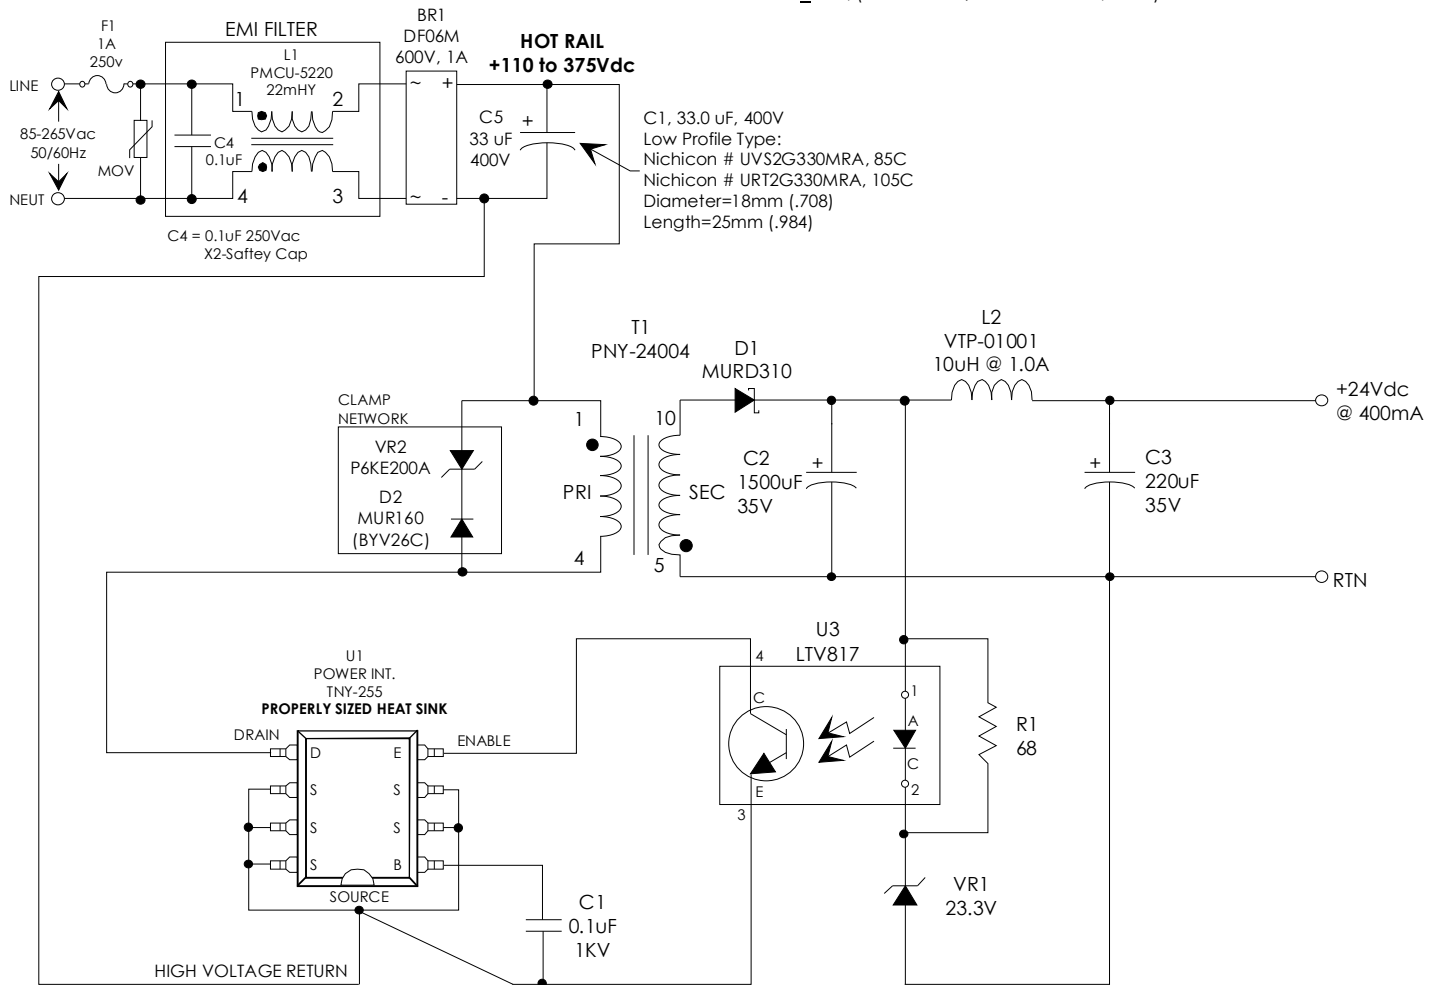 F1
1A
250v
EMI FILTER
L1
PMCU-5220
22mHY
BR1
DF06M
600V, 1A
HOT RAIL
+110 to 375Vdc
LINE
85-265Vac
50/60Hz
NEUT
MOV
C4
0.1uF
1
2
4
3
~
+
~
-
C5
33 uF
400V
+
C1, 33.0 uF, 400V
Low Profile Type:
Nichicon # UVS2G330MRA, 85C
Nichicon # URT2G330MRA, 105C
Diameter=18mm (.708)
Length=25mm (.984)
C4 = 0.1uF 250Vac
X2-Saftey Cap
T1
PNY-24004
D1
MURD310
L2
VTP-01001
10uH @ 1.0A
+24Vdc
@ 400mA
CLAMP
NETWORK
VR2
P6KE200A
D2
MUR160
(BYV26C)
1
PRI
4
10
SEC
5
C2
1500uF
35V
+
C3
220uF
35V
+
RTN
U3
LTV817
4
C
E
3
1
A
C
2
R1
68
VR1
23.3V
U1
POWER INT.
TNY-255
PROPERLY SIZED HEAT SINK
DRAIN
ENABLE
D
E
S
S
S
S
S
B
SOURCE
C1
0.1uF
1KV
HIGH VOLTAGE RETURN